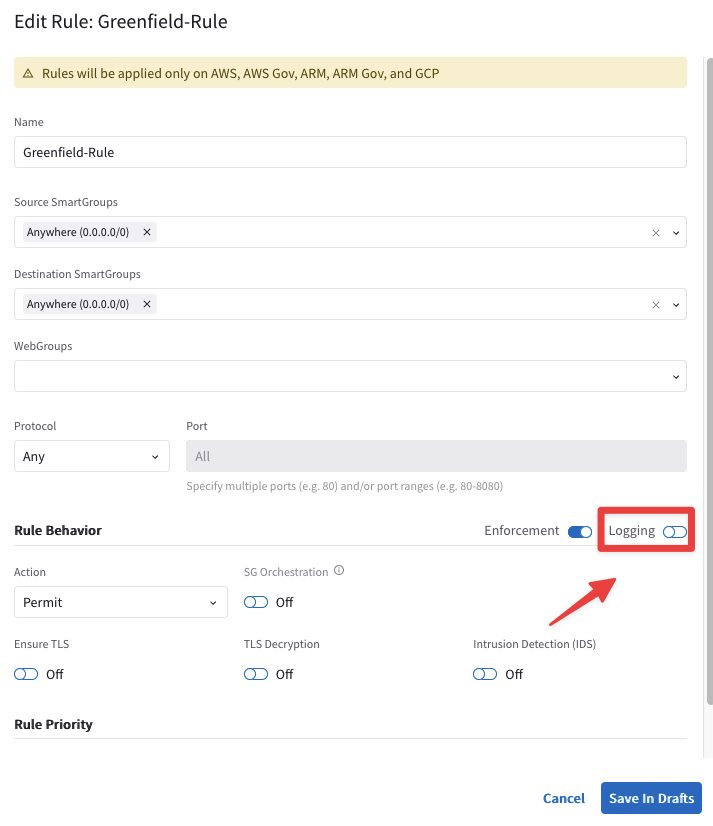 Edit Rule: Greenfield-Rule
Rules will be applied only on AWS, AWS Gov, ARM, ARM Gov, and GCP
Name
Greenfield-Rule
Source SmartGroups
Anywhere (0.0.0.0/0)
Destination SmartGroups
Anywhere (0.0.0.0/0)
WebGroups
Protocol Port
Any All
Specify multiple ports (e.g. 80) and/or port ranges (e.g. 80-8080)
Rule Behavior Enforcement Logging
Action SG Orchestration
Permit Off
Ensure TLS TLS Decryption Intrusion Detection (IDS)
Off Off Off
Rule Priority
Cancel Save In Drafts